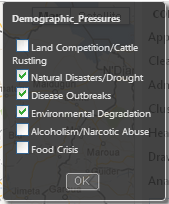 Demographic_Pressures
Land Competition/Cattle
Rustling
Natural Disasters/Drought
Disease Outbreaks
Environmental Degradation
Alcoholism/Narcotic Abuse
Food Crisis
OK